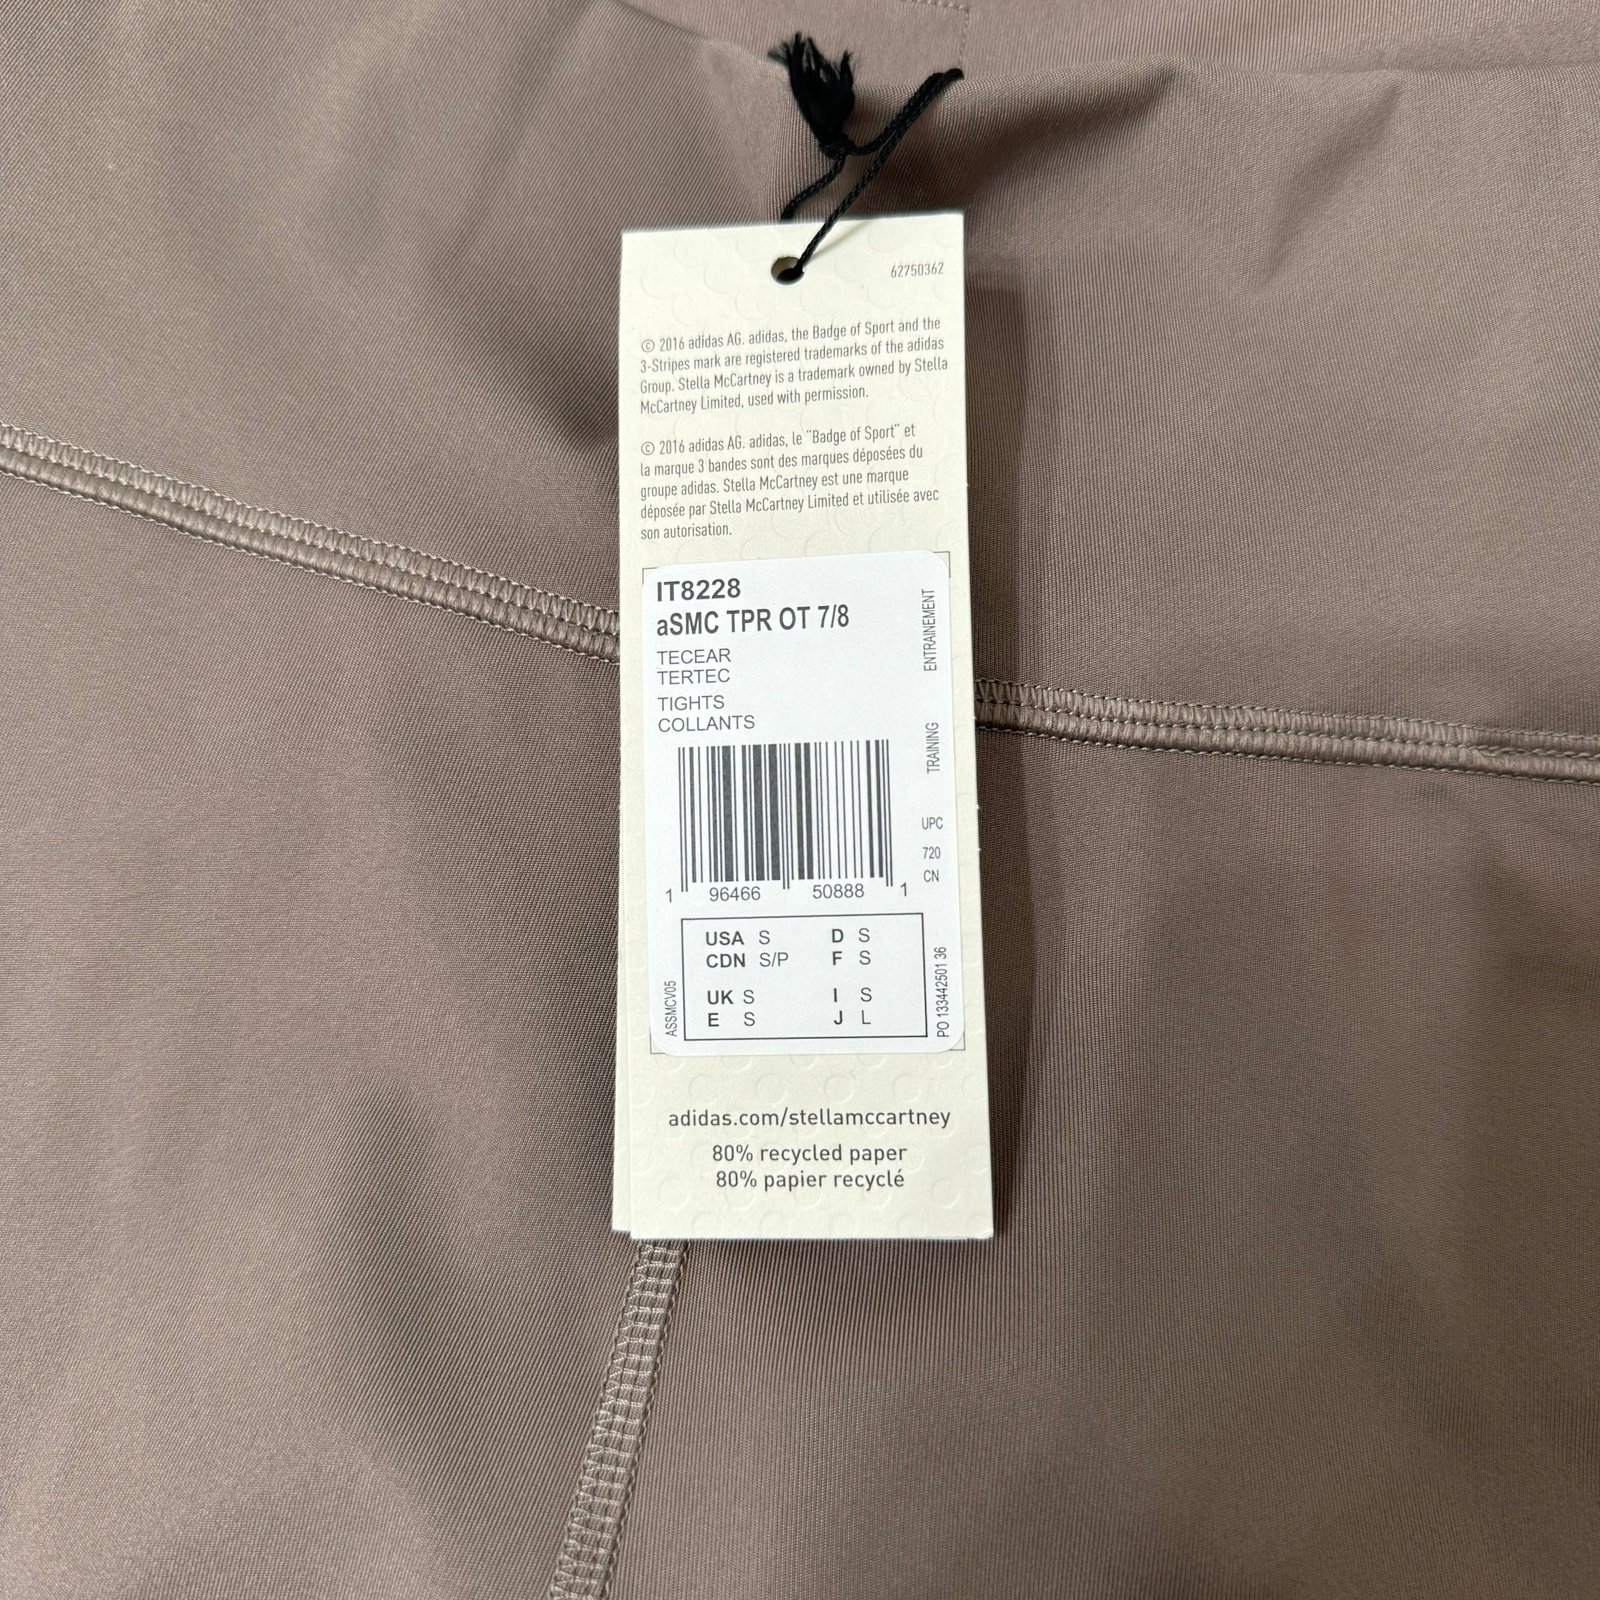 62750362
© 2016 adidas AG. adidas, the Badge of Sport and the
3-Stripes mark are registered trademarks of the adidas
Group. Stella McCartney is a trademark owned by Stella
McCartney Limited, used with permission.
© 2016 adidas AG. adidas, le "Badge of Sport" et
la marque 3 bandes sont des marques déposées du
groupe adidas. Stella McCartney est une marque
déposée par Stella McCartney Limited et utilisée avec
son autorisation.
IT8228
aSMC TPR OT 7/8
TECEAR
TERTEC
TIGHTS
COLLANTS
ENTRAINEMENT
TRAINING
UPC
720
CN
1 96466 50888 1
USA S D S
CDN S/P F S
UK S I S
E S J L
ASSMCV05
PO 133442501 36
adidas.com/stellamccartney
80% recycled paper
80% papier recyclé